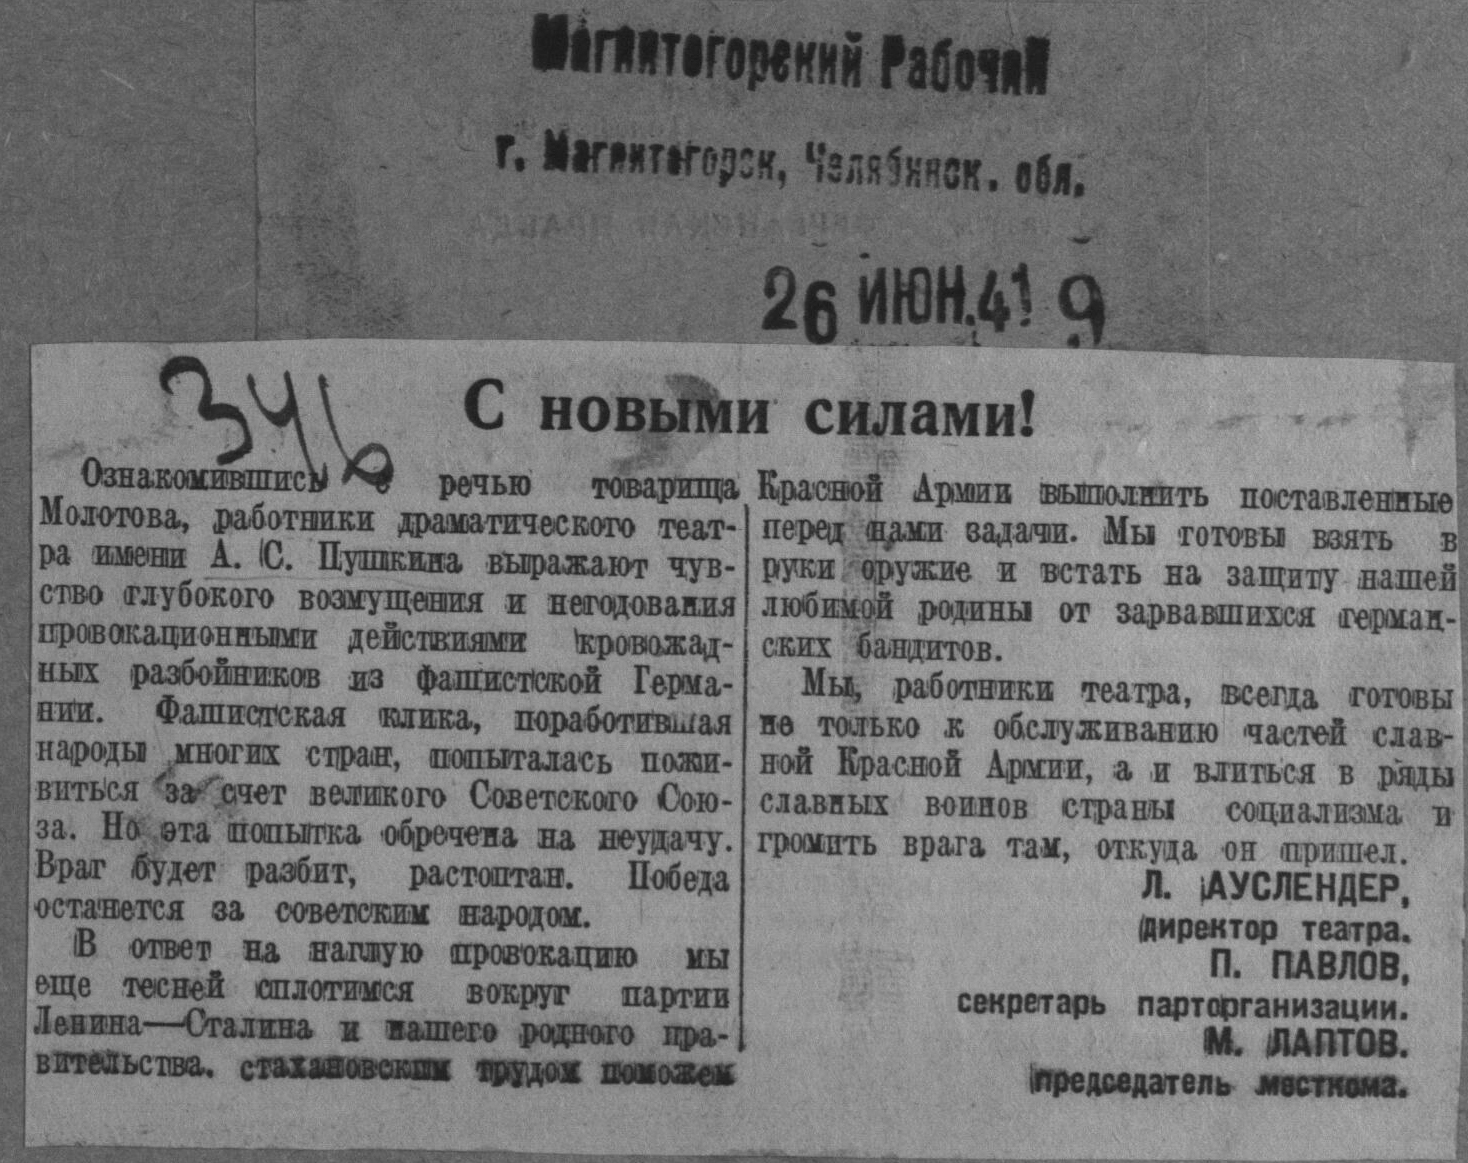 Магнитогорский Рабочий
г. Магнитогорск, Челябинск. обл.
26 ИЮН.41 9
346
С новыми силами!
Ознакомившись с речью товарища
Молотова, работники драматического теат-
ра имени А. С. Пушкина выражают чув-
ство глубокого возмущения и негодования
провокационными действиями кровожад-
ных разбойников из фашистской Герма-
нии. Фашистская клика, поработившая
народы многих стран, попыталась пожи-
виться за счет великого Советского Сою-
за. Но эта попытка обречена на неудачу.
Враг будет разбит, растоптан. Победа
останется за советским народом.
В ответ на наглую провокацию мы
еще тесней сплотимся вокруг партии
Ленина—Сталина и нашего родного пра-
вительства. стахановским трудом поможем
Красной Армии выполнить поставленные
перед нами задачи. Мы готовы взять в
руки оружие и встать на защиту нашей
любимой родины от зарвавшихся герман-
ских бандитов.
Мы, работники театра, всегда готовы
не только к обслуживанию частей слав-
ной Красной Армии, а и влиться в ряды
славных воинов страны социализма и
громить врага там, откуда он пришел.
Л. АУСЛЕНДЕР,
директор театра.
П. ПАВЛОВ,
секретарь парторганизации.
М. ЛАПТОВ.
председатель месткома.